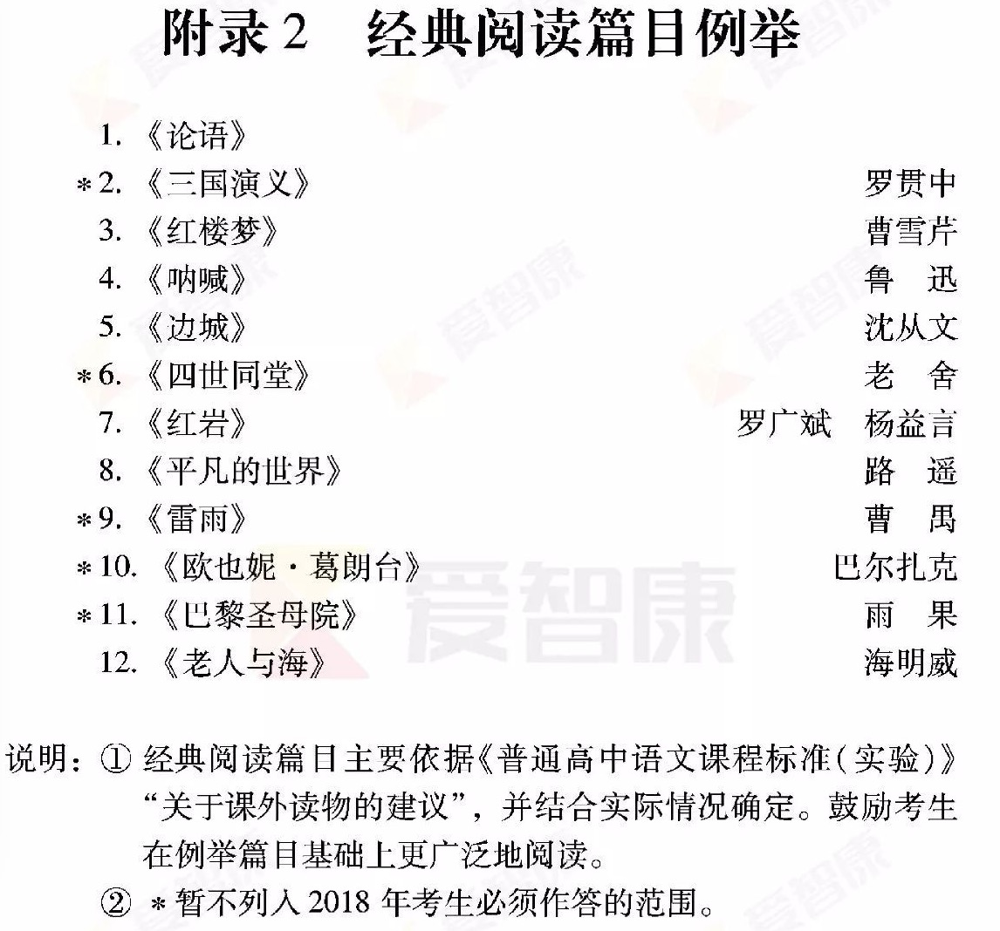 附录2 经典阅读篇目例举
1.《论语》
*2.《三国演义》 罗贯中
3.《红楼梦》 曹雪芹
4.《呐喊》 鲁 迅
5.《边城》 沈从文
*6.《四世同堂》 老 舍
7.《红岩》 罗广斌 杨益言
8.《平凡的世界》 路 遥
*9.《雷雨》 曹 禺
*10.《欧也妮·葛朗台》 巴尔扎克
*11.《巴黎圣母院》 雨 果
12.《老人与海》 海明威
爱智康
说明：① 经典阅读篇目主要依据《普通高中语文课程标准(实验)》
“关于课外读物的建议”，并结合实际情况确定。鼓励考生
在例举篇目基础上更广泛地阅读。
② *暂不列入2018年考生必须作答的范围。